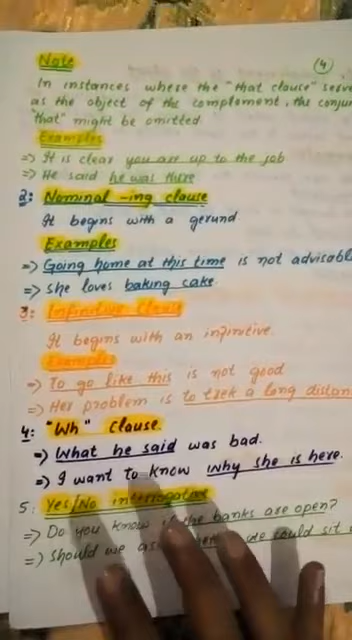 (4)
Note
In instances where the "that clause" serve
as the object of the complement, the conju
"that" might be omitted
Examples
=> It is clear you are up to the job
=> He said he was there
2: Nominal -ing clause
It begins with a gerund
Examples
=> Going home at this time is not advisabl
=> She loves baking cake.
3: Infinitive Clause
It begins with an infinitive.
Examples
=> To go like this is not good
=> Her problem is to trek a long distan
4: "Wh" Clause
=> What he said was bad.
=> I want to know why she is here.
5: Yes/No interrogative
=> Do you know if the banks are open?
=> Should we as we could sit